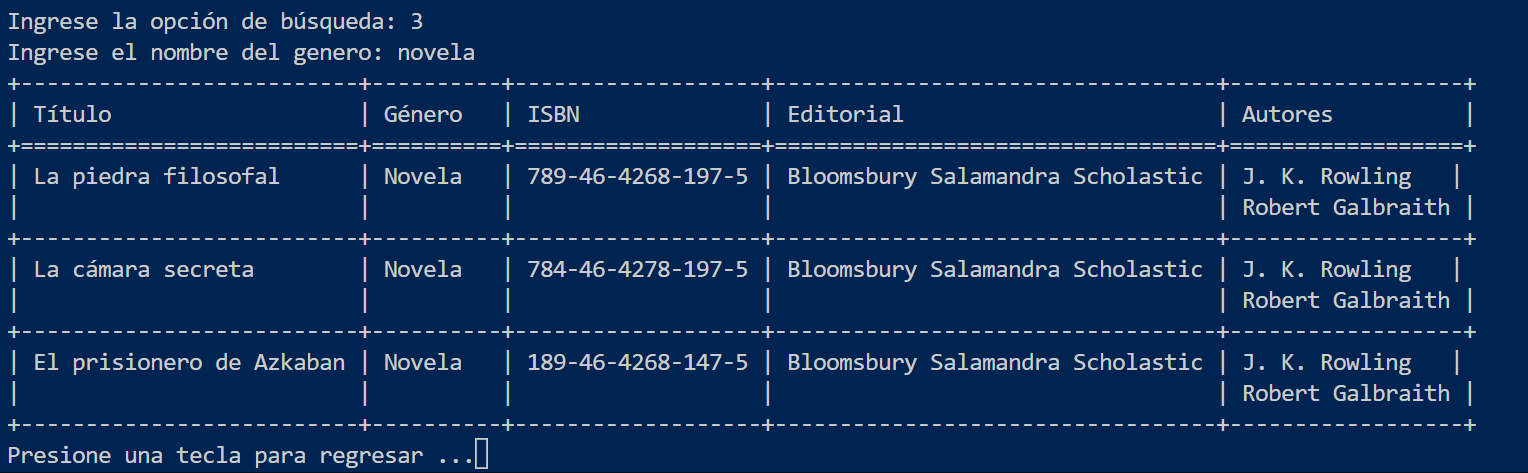 Ingrese la opción de búsqueda: 3
Ingrese el nombre del genero: novela
+--------------------------+----------+-------------------+----------------------------------+------------------+
| Título                   | Género   | ISBN              | Editorial                        | Autores          |
+==========================+==========+===================+==================================+==================+
| La piedra filosofal      | Novela   | 789-46-4268-197-5 | Bloomsbury Salamandra Scholastic | J. K. Rowling   |
|                          |          |                   |                                  | Robert Galbraith |
+--------------------------+----------+-------------------+----------------------------------+------------------+
| La cámara secreta        | Novela   | 784-46-4278-197-5 | Bloomsbury Salamandra Scholastic | J. K. Rowling   |
|                          |          |                   |                                  | Robert Galbraith |
+--------------------------+----------+-------------------+----------------------------------+------------------+
| El prisionero de Azkaban | Novela   | 189-46-4268-147-5 | Bloomsbury Salamandra Scholastic | J. K. Rowling   |
|                          |          |                   |                                  | Robert Galbraith |
+--------------------------+----------+-------------------+----------------------------------+------------------+
Presione una tecla para regresar ...